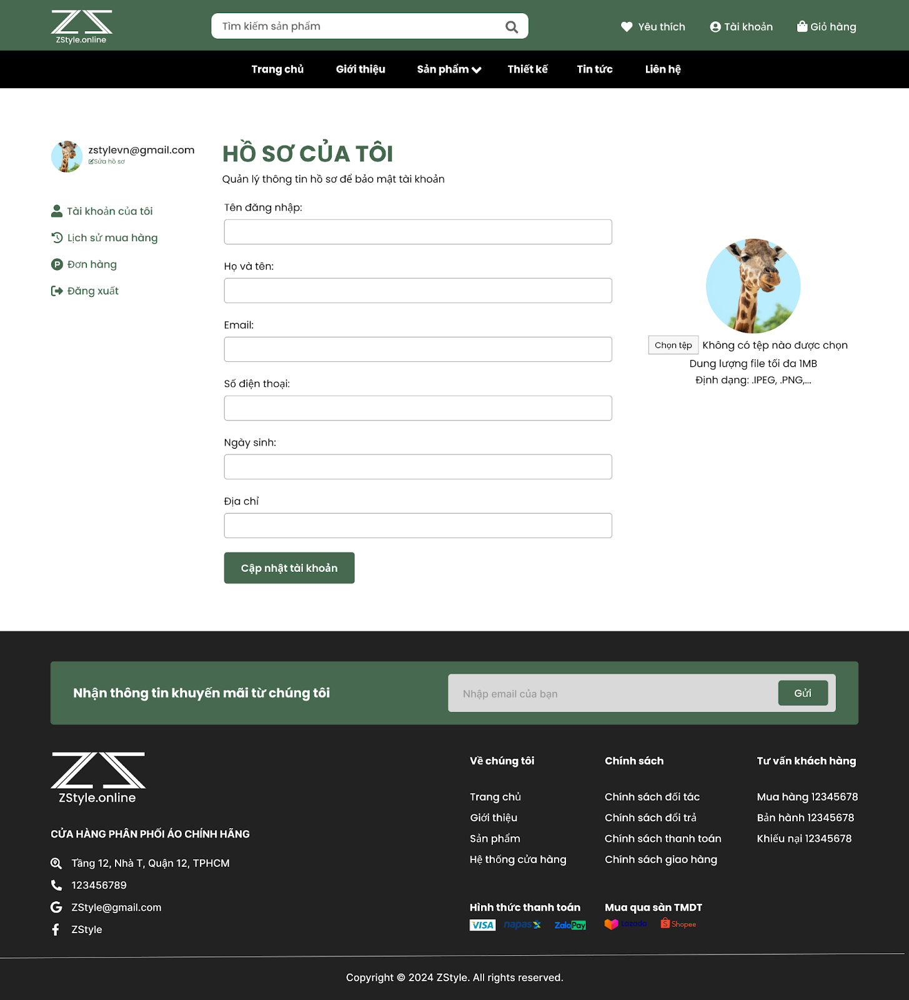 ZStyle.online
Tìm kiếm sản phẩm
Yêu thích
Tài khoản
Giỏ hàng
Trang chủ
Giới thiệu
Sản phẩm
Thiết kế
Tin tức
Liên hệ
zstylevn@gmail.com
Sửa hồ sơ
Tài khoản của tôi
Lịch sử mua hàng
Đơn hàng
Đăng xuất
HỒ SƠ CỦA TÔI
Quản lý thông tin hồ sơ để bảo mật tài khoản
Tên đăng nhập:
Họ và tên:
Email:
Số điện thoại:
Ngày sinh:
Địa chỉ
Cập nhật tài khoản
Chọn tệp Không có tệp nào được chọn
Dung lượng file tối đa 1MB
Định dạng: .IPEG, .PNG,...
Nhận thông tin khuyến mãi từ chúng tôi
Nhập email của bạn
Gửi
ZStyle.online
CỬA HÀNG PHÂN PHỐI ÁO CHÍNH HÃNG
Tầng 12, Nhà T, Quận 12, TPHCM
123456789
ZStyle@gmail.com
ZStyle
Về chúng tôi
Trang chủ
Giới thiệu
Sản phẩm
Hệ thống cửa hàng
Chính sách
Chính sách đối tác
Chính sách đổi trả
Chính sách thanh toán
Chính sách giao hàng
Tư vấn khách hàng
Mua hàng 12345678
Bản hành 12345678
Khiếu nại 12345678
Hình thức thanh toán
VISA
napas
ZaloPay
Mua qua sàn TMDT
Lazada
Shopee
Copyright © 2024 ZStyle. All rights reserved.